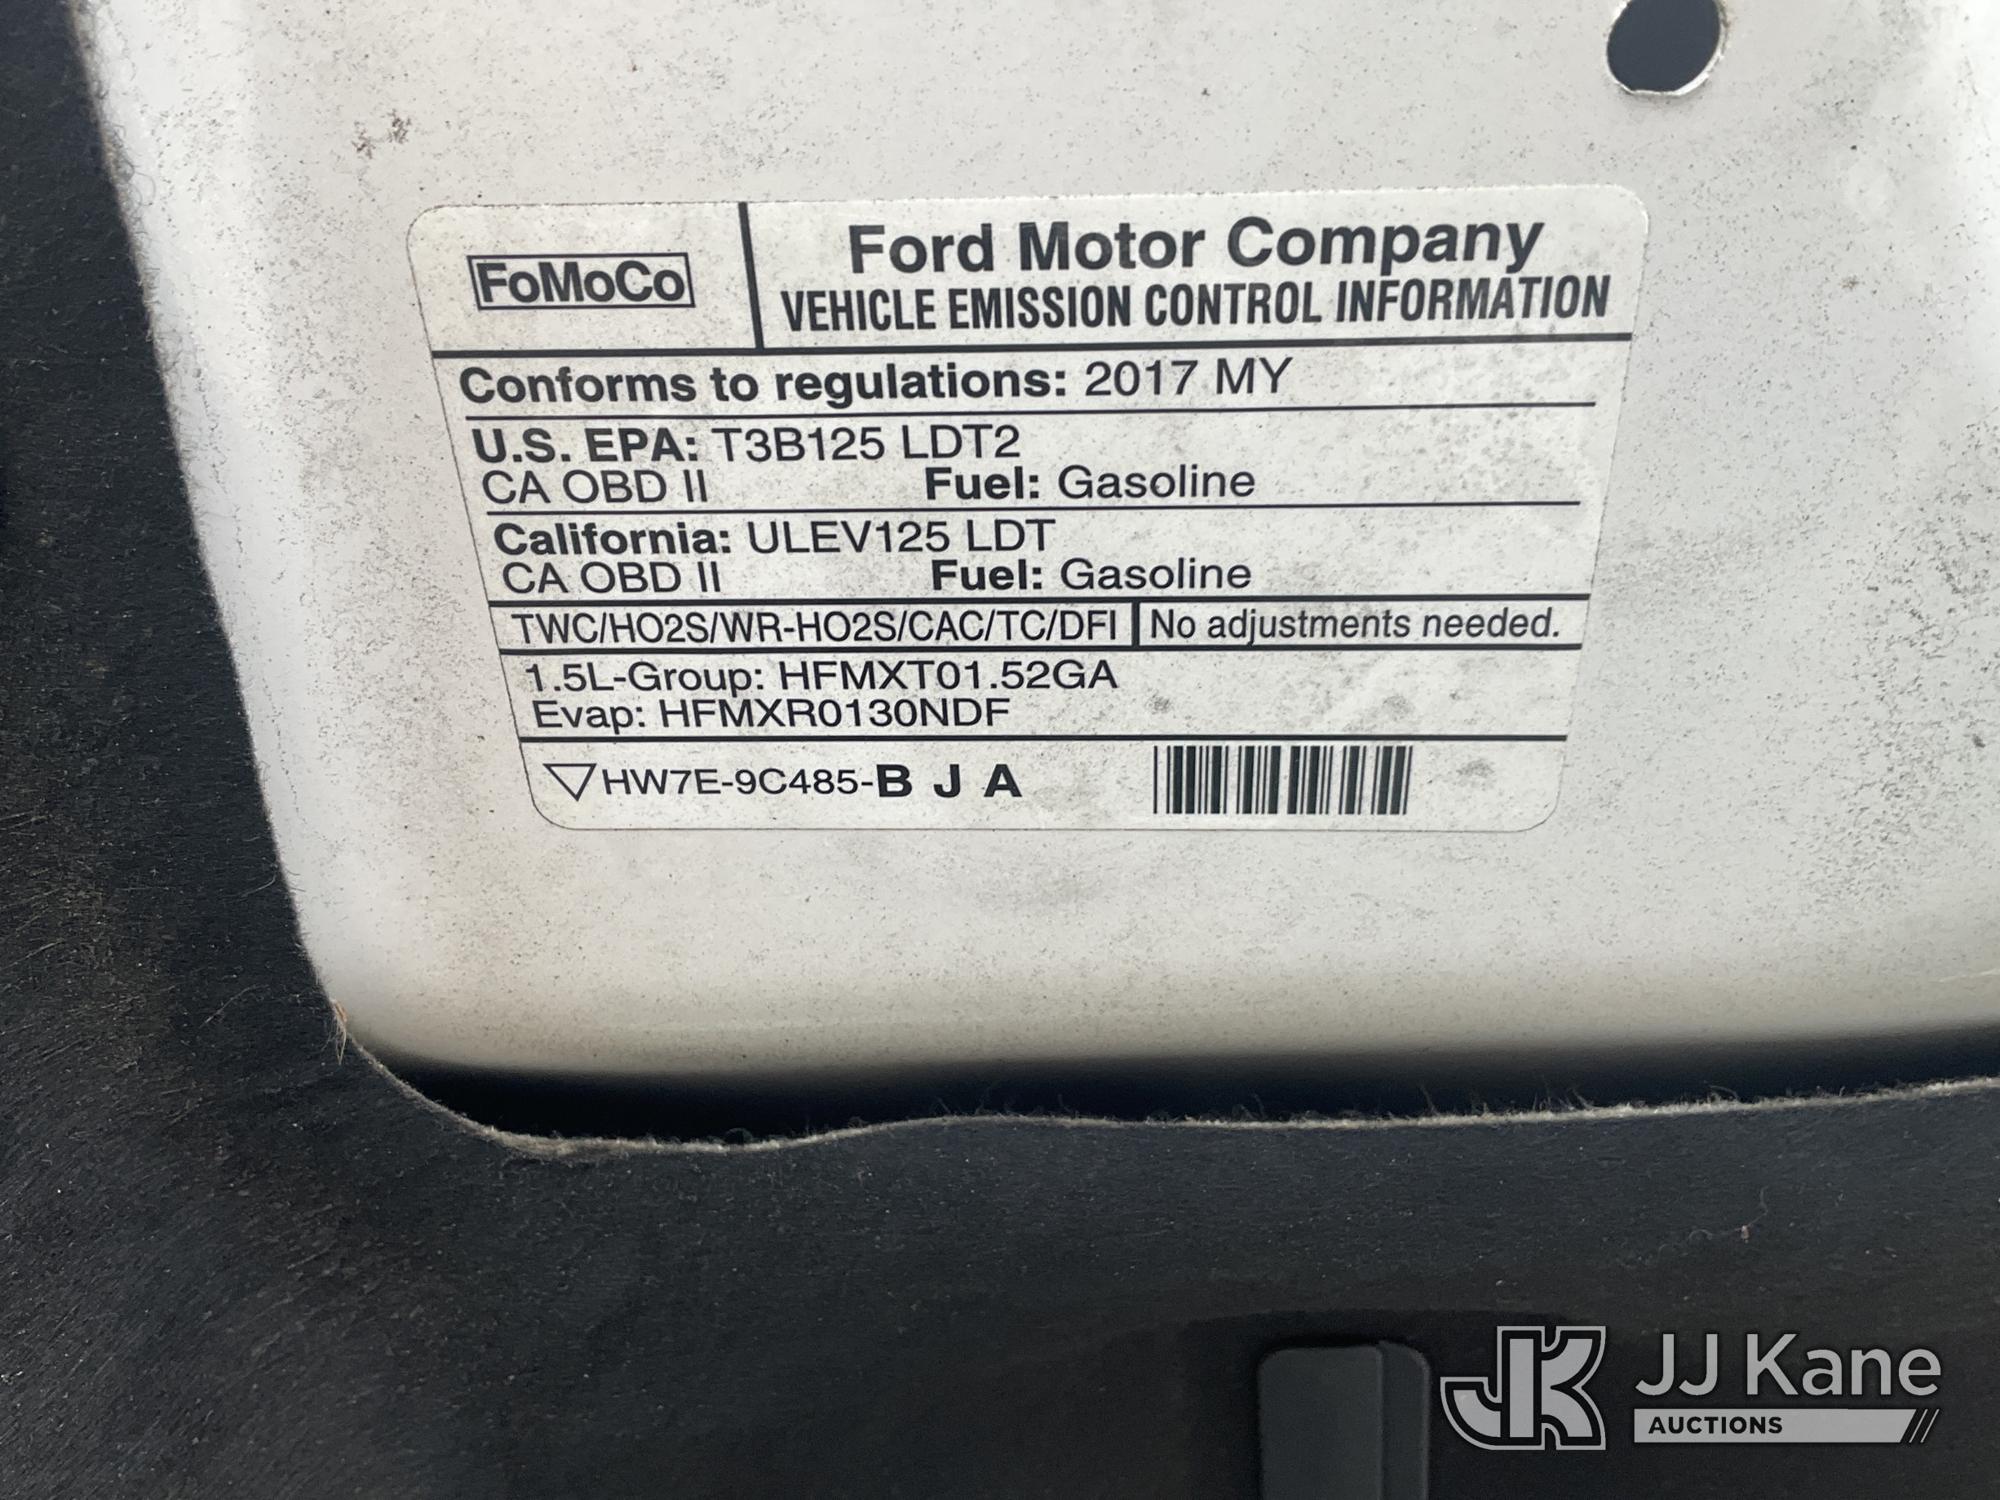 FoMoCo
Ford Motor Company
VEHICLE EMISSION CONTROL INFORMATION
Conforms to regulations: 2017 MY
U.S. EPA: T3B125 LDT2
CA OBD II Fuel: Gasoline
California: ULEV125 LDT
CA OBD II Fuel: Gasoline
TWC/HO2S/WR-HO2S/CAC/TC/DFI No adjustments needed.
1.5L-Group: HFMXT01.52GA
Evap: HFMXR0130NDF
HW7E-9C485-B J A
JK JJ Kane
AUCTIONS